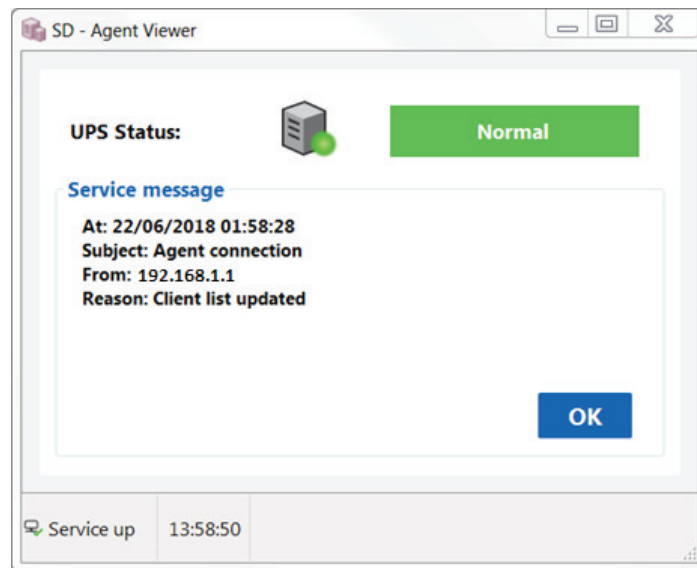 SD - Agent Viewer
UPS Status:
Normal
Service message
At: 22/06/2018 01:58:28
Subject: Agent connection
From: 192.168.1.1
Reason: Client list updated
OK
Service up
13:58:50